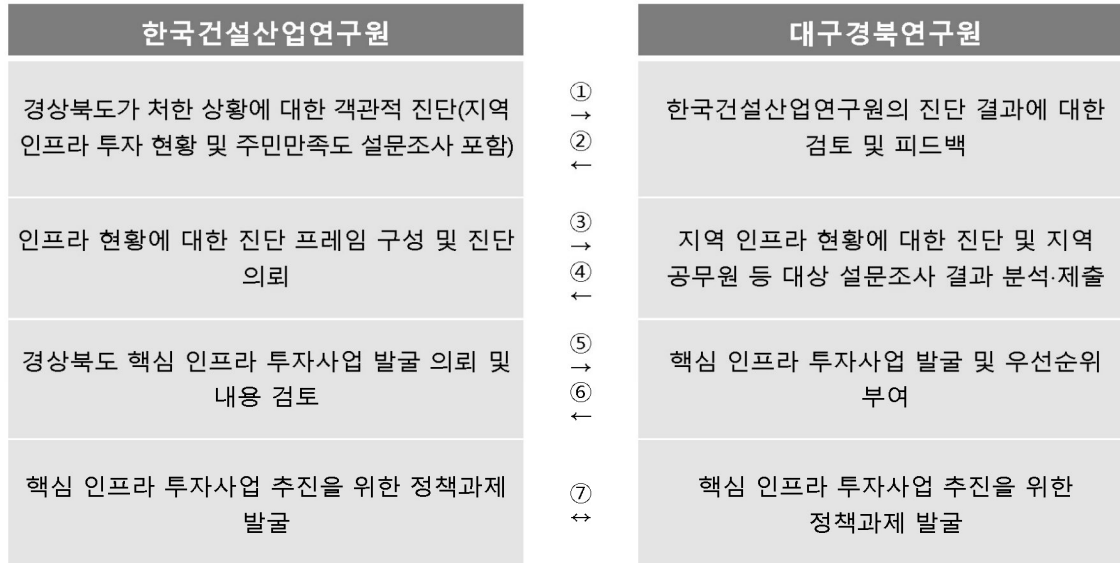 한국건설산업연구원
대구경북연구원
경상북도가 처한 상황에 대한 객관적 진단(지역
인프라 투자 현황 및 주민만족도 설문조사 포함)
①
→
②
←
한국건설산업연구원의 진단 결과에 대한
검토 및 피드백
인프라 현황에 대한 진단 프레임 구성 및 진단
의뢰
③
→
④
←
지역 인프라 현황에 대한 진단 및 지역
공무원 등 대상 설문조사 결과 분석·제출
경상북도 핵심 인프라 투자사업 발굴 의뢰 및
내용 검토
⑤
→
⑥
←
핵심 인프라 투자사업 발굴 및 우선순위
부여
핵심 인프라 투자사업 추진을 위한 정책과제
발굴
⑦
↔
핵심 인프라 투자사업 추진을 위한
정책과제 발굴